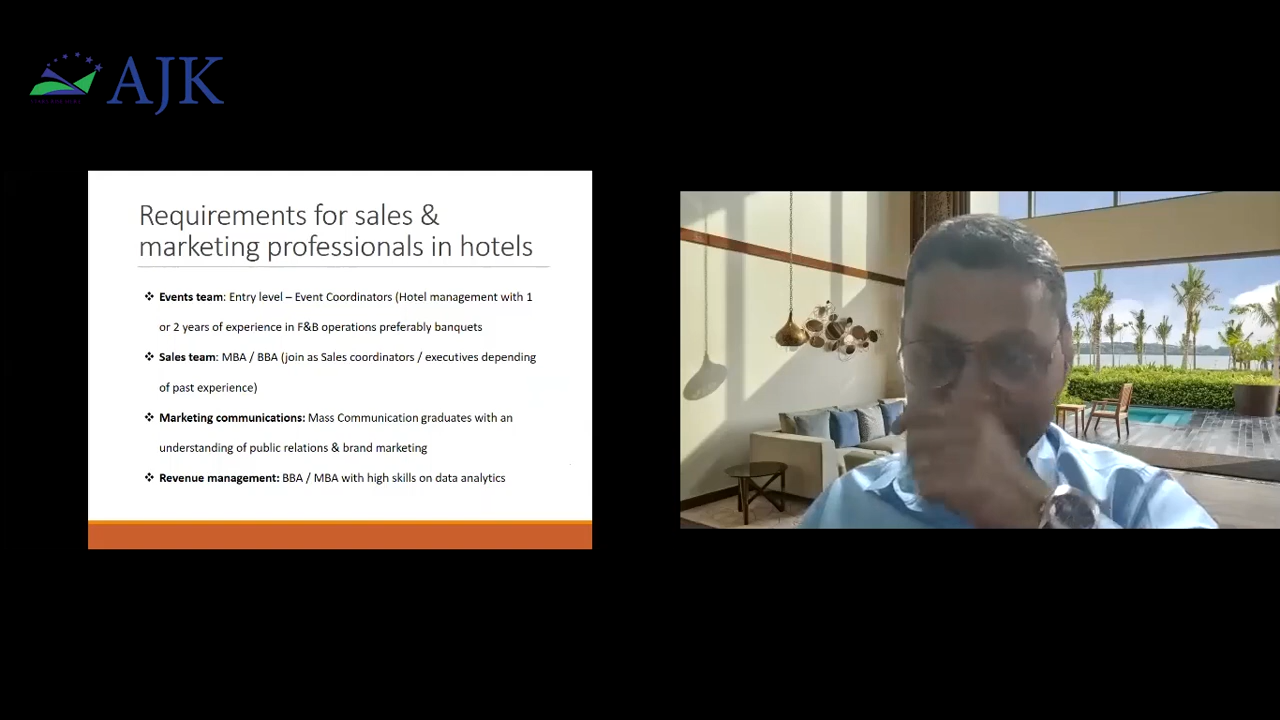 AJK
Requirements for sales &
marketing professionals in hotels
❖ Events team: Entry level – Event Coordinators (Hotel management with 1
or 2 years of experience in F&B operations preferably banquets
❖ Sales team: MBA / BBA (join as Sales coordinators / executives depending
of past experience)
❖ Marketing communications: Mass Communication graduates with an
understanding of public relations & brand marketing
❖ Revenue management: BBA / MBA with high skills on data analytics